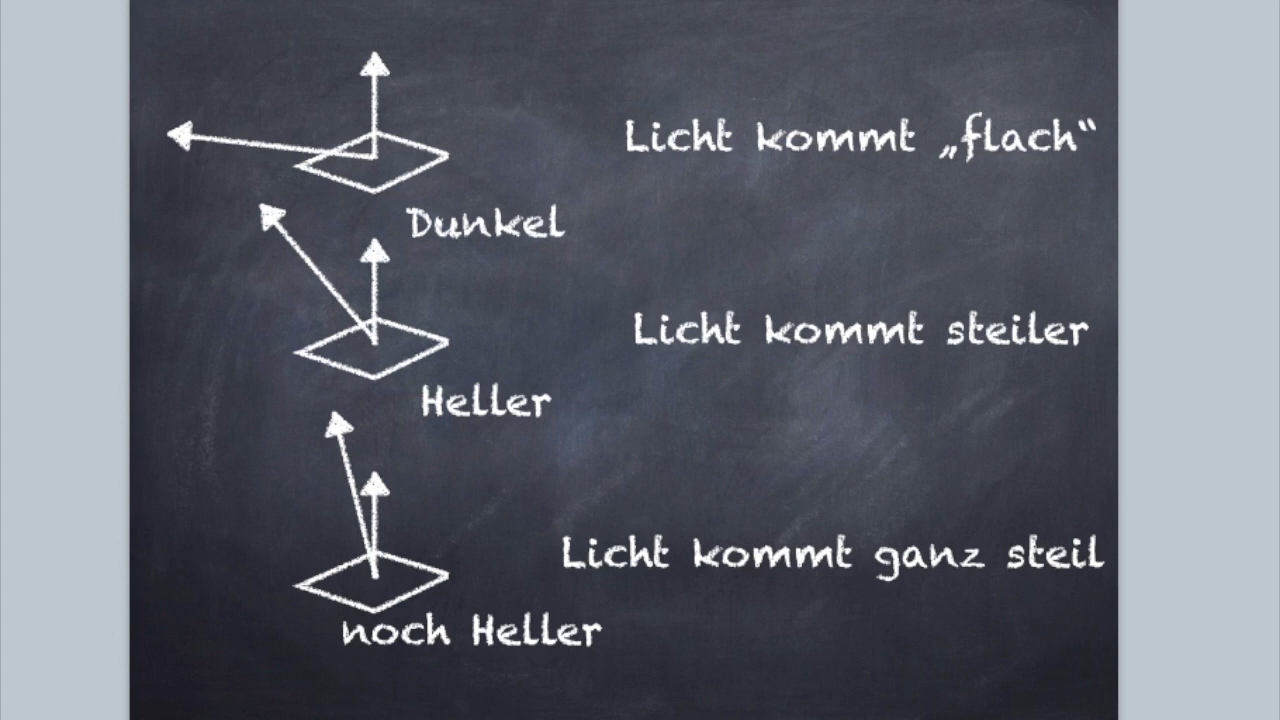 Licht kommt „flach“
Dunkel
Licht kommt steiler
Heller
Licht kommt ganz steil
noch Heller